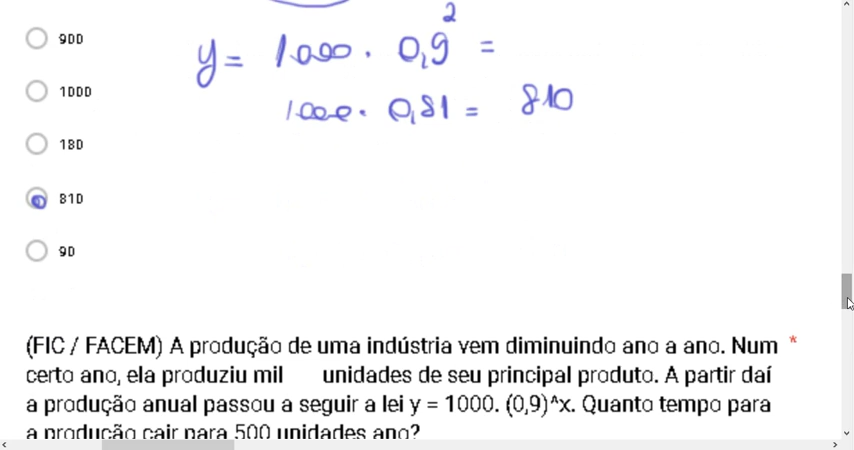 900
y = 1000 . 0,9² =
1000
1000 . 0,81 = 810
180
810
90
(FIC / FACEM) A produção de uma indústria vem diminuindo ano a ano. Num *
certo ano, ela produziu mil unidades de seu principal produto. A partir daí
a produção anual passou a seguir a lei y = 1000. (0,9)^x. Quanto tempo para
a produção cair para 500 unidades ano?